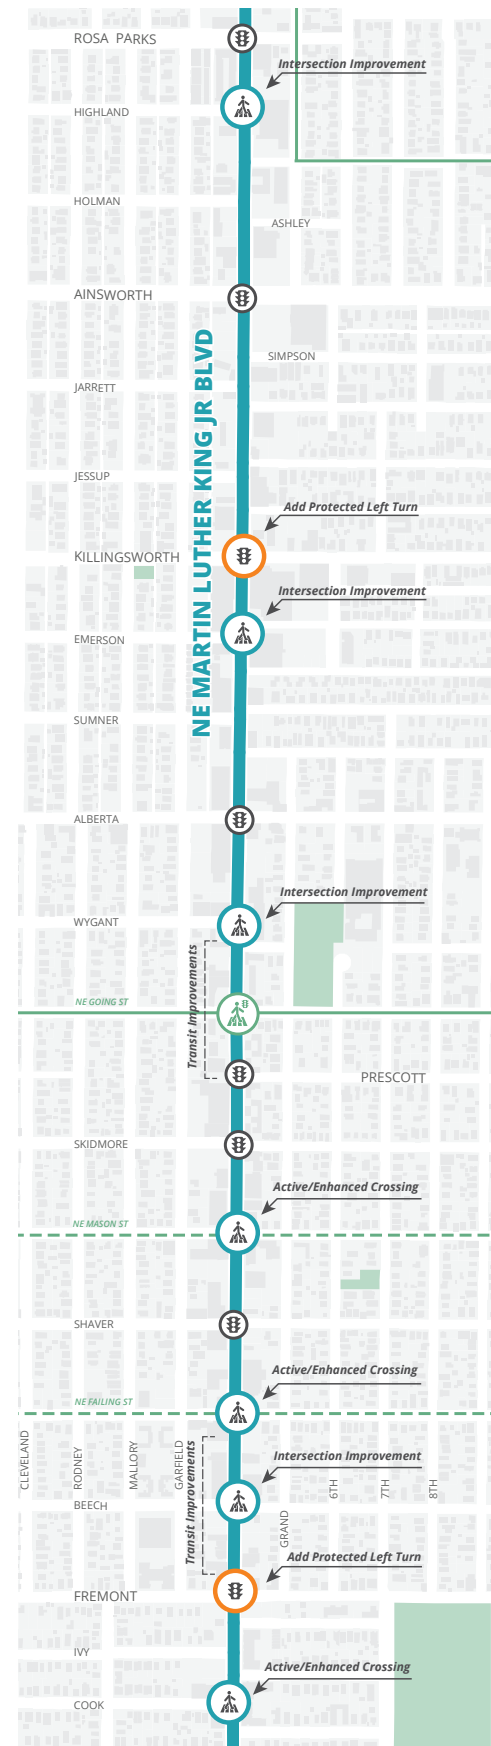 ROSA PARKS
Intersection Improvement
HIGHLAND
HOLMAN
ASHLEY
AINSWORTH
NE MARTIN LUTHER KING JR BLVD
SIMPSON
JARRETT
JESSUP
Add Protected Left Turn
KILLINGSWORTH
Intersection Improvement
EMERSON
SUMNER
ALBERTA
Intersection Improvement
WYGANT
Transit Improvements
NE GOING ST
PRESCOTT
SKIDMORE
Active/Enhanced Crossing
NE MASON ST
SHAVER
Active/Enhanced Crossing
NE FAILING ST
CLEVELAND
RODNEY
MALLORY
GARFIELD
Transit Improvements
Intersection Improvement
6TH
7TH
8TH
BEECH
GRAND
Add Protected Left Turn
FREMONT
IVY
Active/Enhanced Crossing
COOK